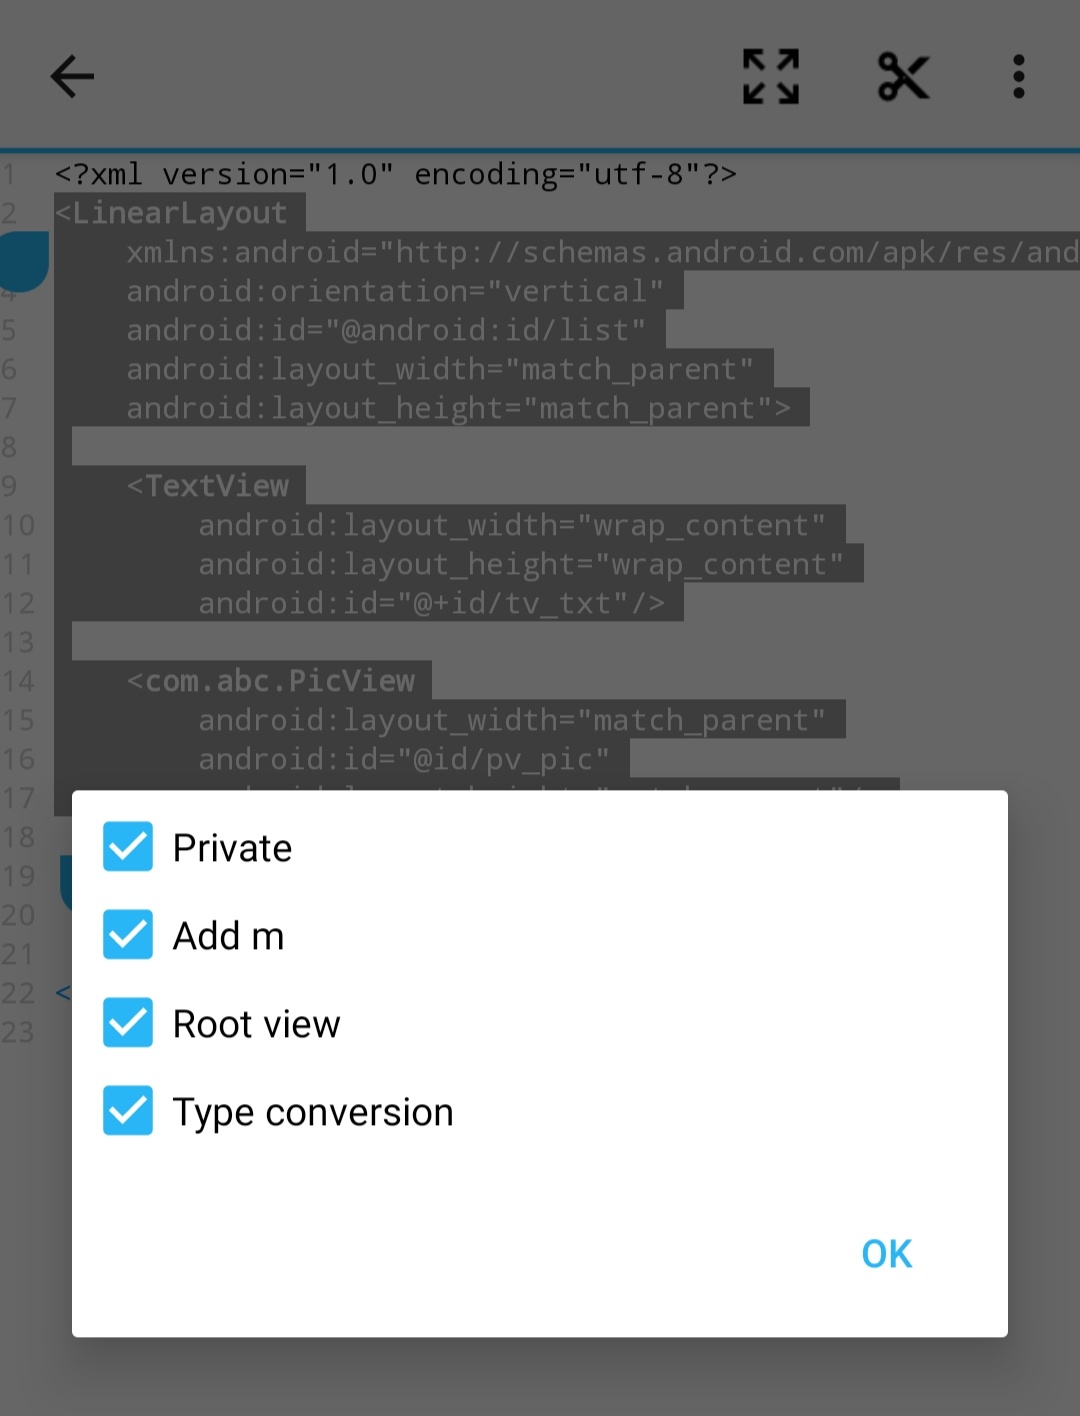 1 <?xml version="1.0" encoding="utf-8"?>
2 <LinearLayout
xmlns:android="http://schemas.android.com/apk/res/and
4 android:orientation="vertical"
5 android:id="@android:id/list"
6 android:layout_width="match_parent"
7 android:layout_height="match_parent">
8
9 <TextView
10 android:layout_width="wrap_content"
11 android:layout_height="wrap_content"
12 android:id="@+id/tv_txt"/>
13
14 <com.abc.PicView
15 android:layout_width="match_parent"
16 android:id="@id/pv_pic"
17
18
19
20
21
22 <
23
Private
Add m
Root view
Type conversion
OK